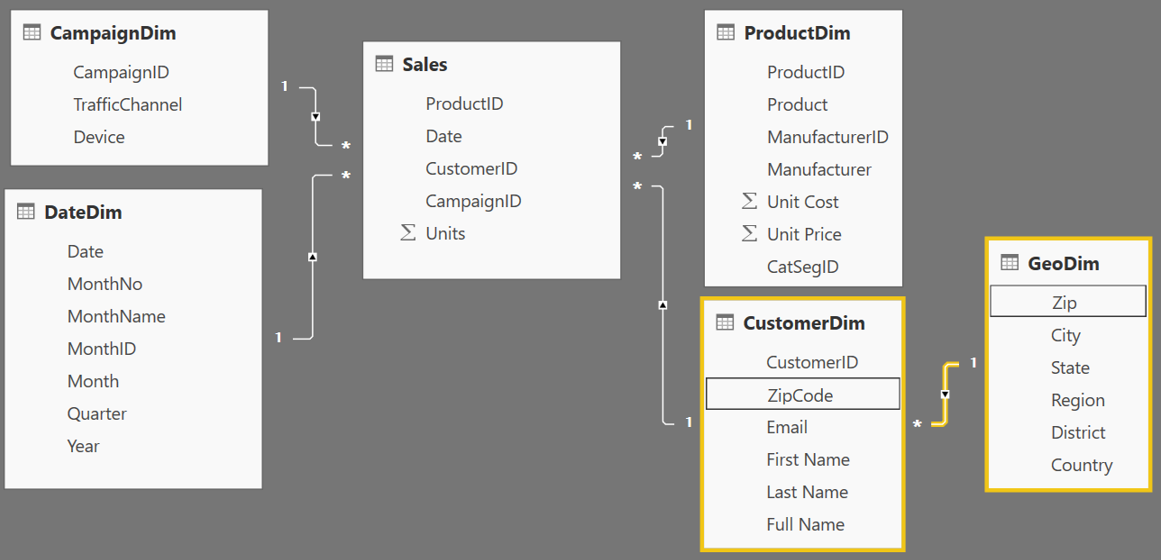 CampaignDim
CampaignID
TrafficChannel
Device
DateDim
Date
MonthNo
MonthName
MonthID
Month
Quarter
Year
1
*
*
1
Sales
ProductID
Date
CustomerID
CampaignID
Σ Units
*
1
*
1
ProductDim
ProductID
Product
ManufacturerID
Manufacturer
Σ Unit Cost
Σ Unit Price
CatSegID
CustomerDim
CustomerID
ZipCode
Email
First Name
Last Name
Full Name
*
1
GeoDim
Zip
City
State
Region
District
Country